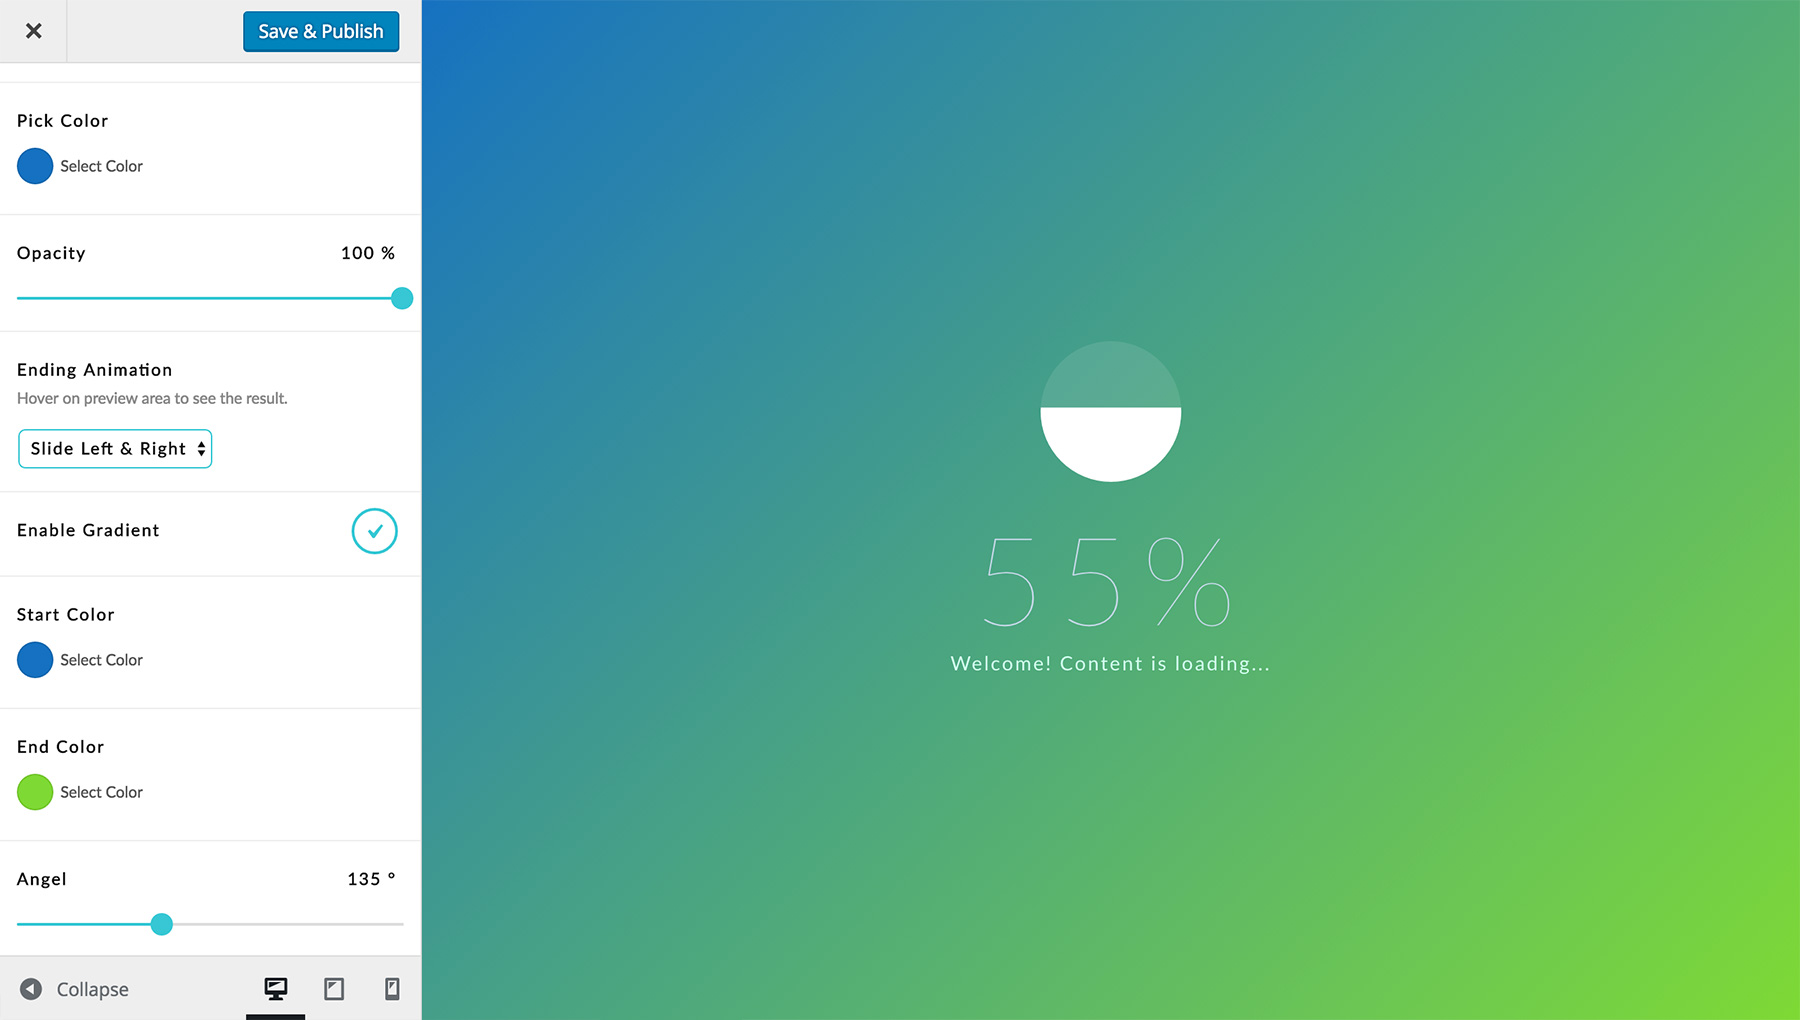 Save & Publish
Pick Color
Select Color
Opacity 100 %
Ending Animation
Hover on preview area to see the result.
Slide Left & Right
Enable Gradient
Start Color
Select Color
End Color
Select Color
Angel 135 °
Collapse
55%
Welcome! Content is loading...